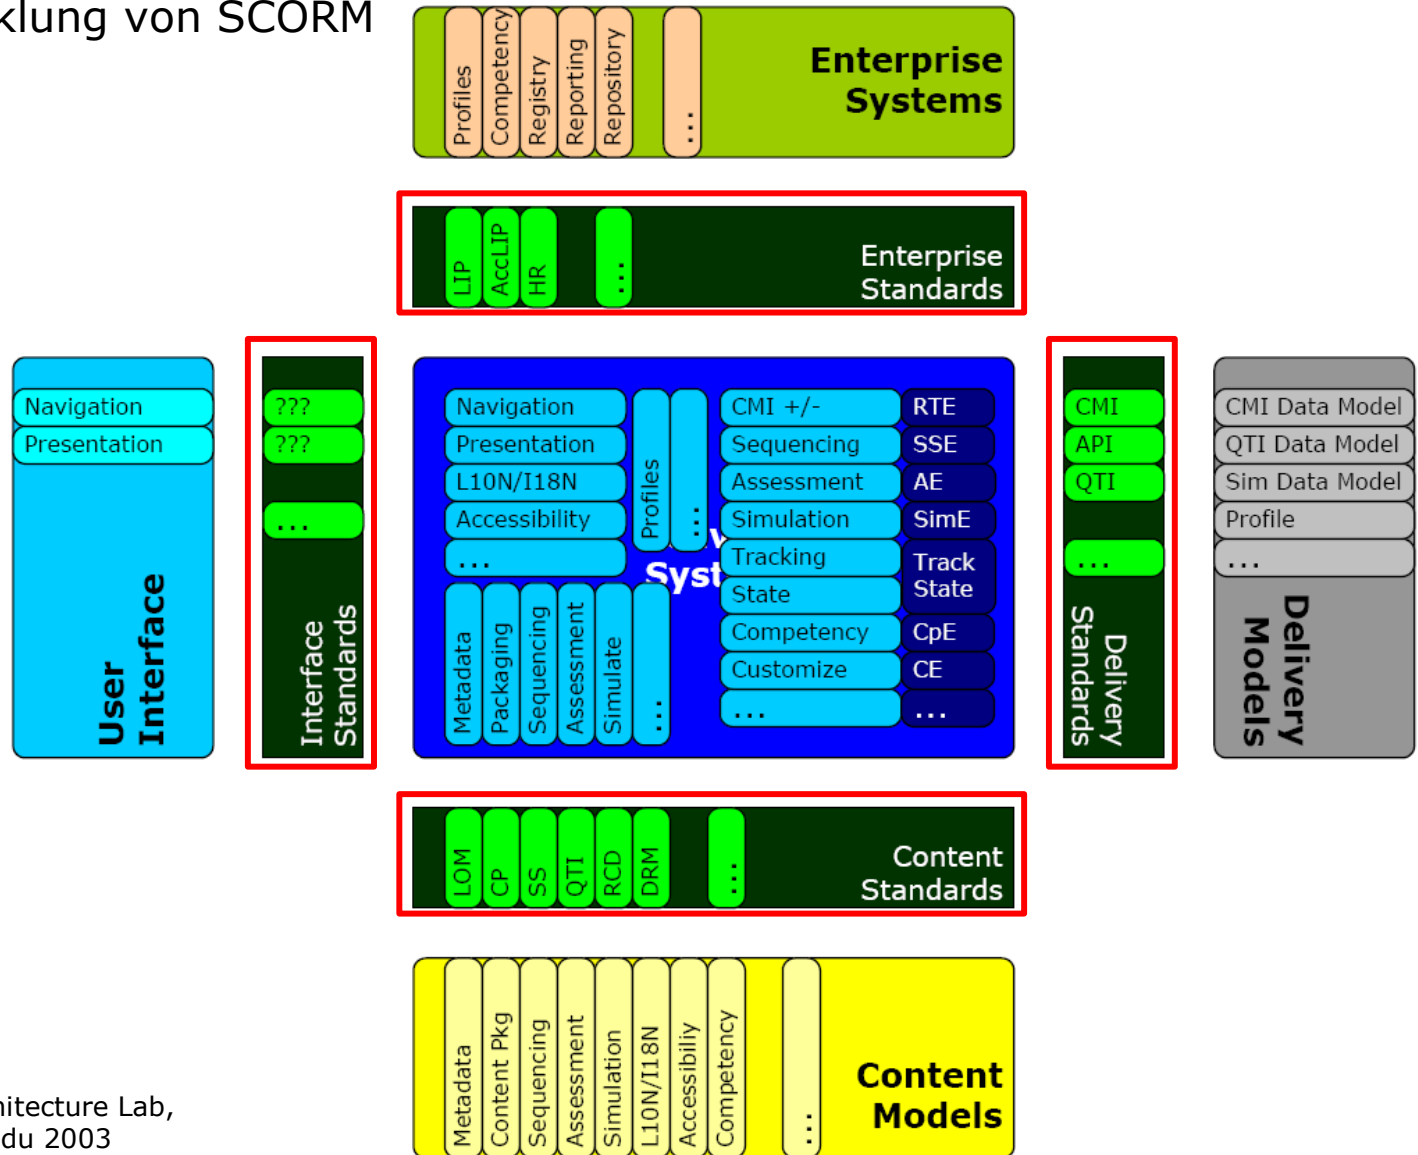 klung von SCORM
Profiles
Competency
Registry
Reporting
Repository
...
Enterprise
Systems
LIP
AccLIP
HR
...
Enterprise
Standards
Navigation
Presentation
User
Interface
???
???
...
Interface
Standards
Navigation
Presentation
L10N/I18N
Accessibility
...
Profiles
...
Syst
Metadata
Packaging
Sequencing
Assessment
Simulate
...
CMI +/-
Sequencing
Assessment
Simulation
Tracking
State
Competency
Customize
...
RTE
SSE
AE
SimE
Track
State
CpE
CE
...
CMI
API
QTI
...
Delivery
Standards
CMI Data Model
QTI Data Model
Sim Data Model
Profile
...
Delivery
Models
LOM
CP
SS
QTI
RCD
DRM
...
Content
Standards
Metadata
Content Pkg
Sequencing
Assessment
Simulation
L10N/I18N
Accessibiliy
Competency
...
Content
Models
hitecture Lab,
du 2003